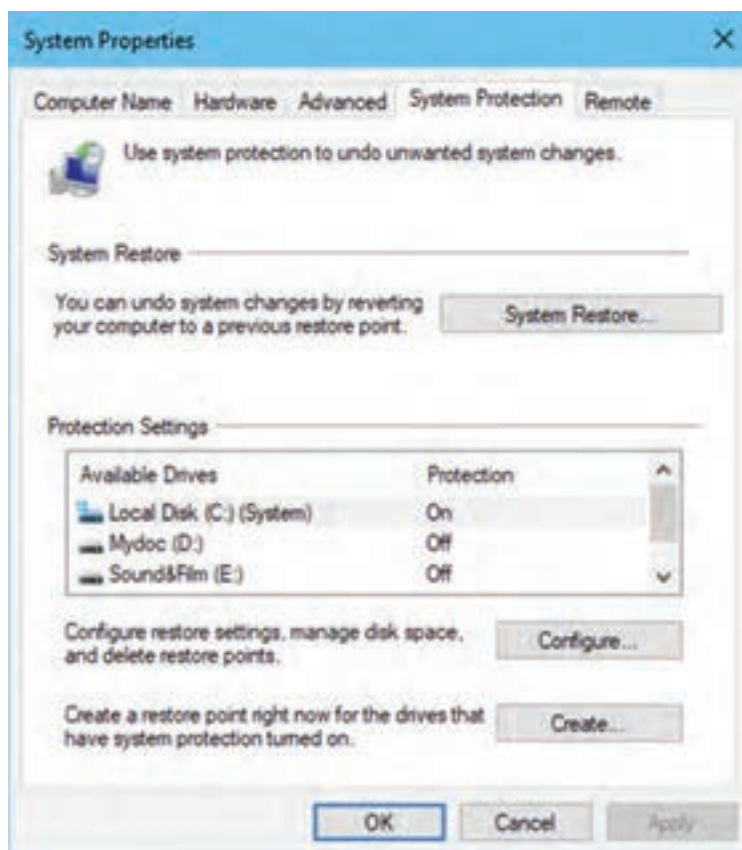 System Properties
Computer Name Hardware Advanced System Protection Remote
Use system protection to undo unwanted system changes.
System Restore
You can undo system changes by reverting
your computer to a previous restore point.
System Restore...
Protection Settings
Available Drives Protection
Local Disk (C:) (System) On
Mydoc (D:) Off
Sound&Film (E:) Off
Configure restore settings, manage disk space,
and delete restore points.
Configure...
Create a restore point right now for the drives that
have system protection turned on.
Create...
OK Cancel Apply